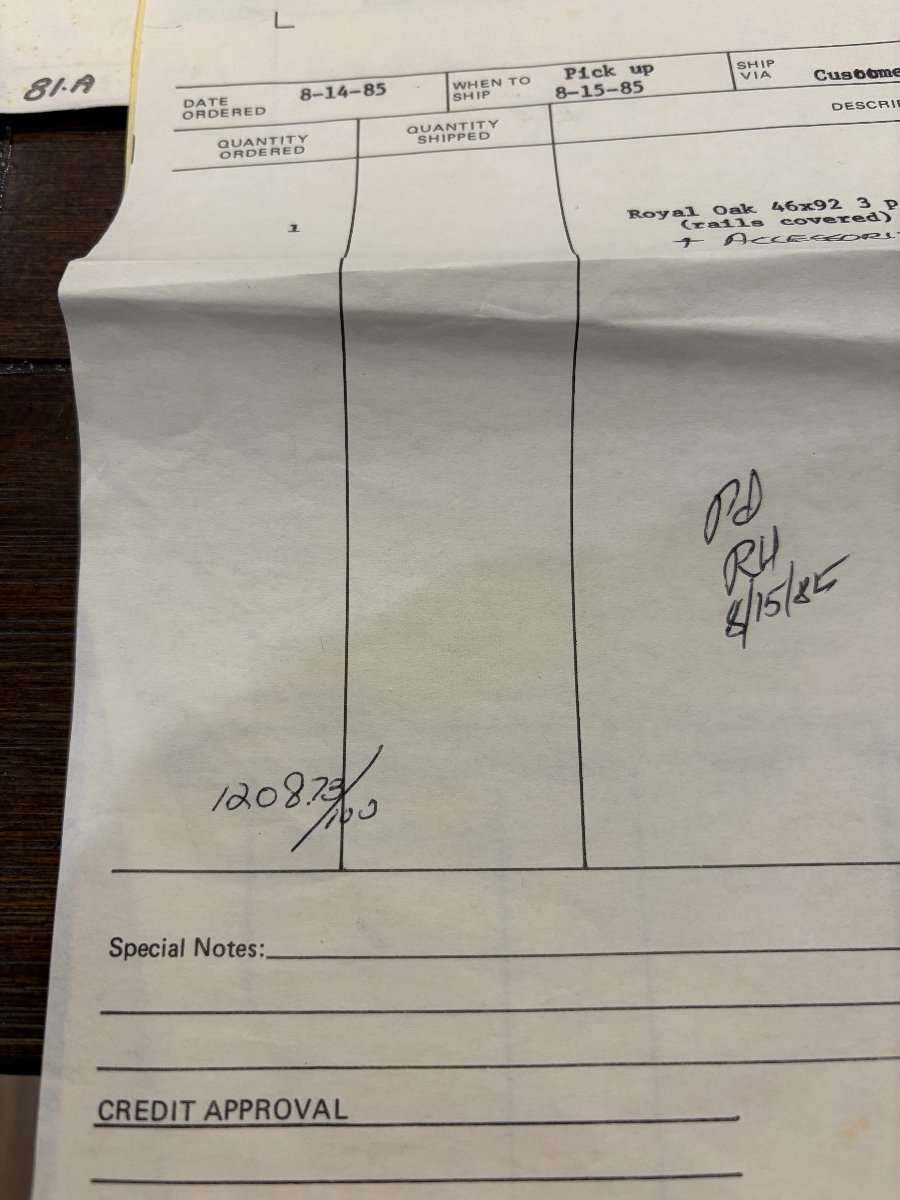 81-A
DATE ORDERED 8-14-85 WHEN TO SHIP Pick up 8-15-85 SHIP VIA Custome
QUANTITY ORDERED QUANTITY SHIPPED DESCRI
1 Royal Oak 46x92 3 p
(rails covered)
+ ACCESSORI
PD
RH
8/15/85
1208.73/100
Special Notes:
CREDIT APPROVAL